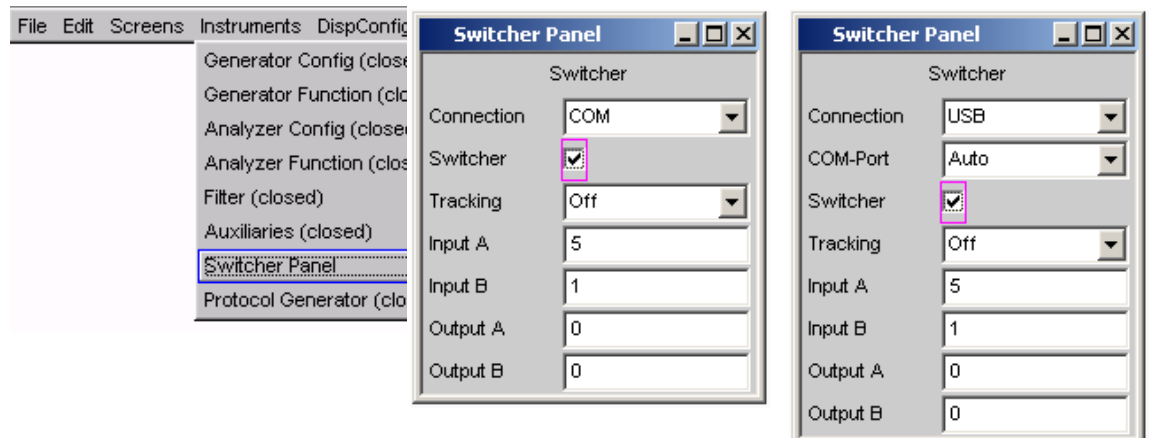 File Edit Screens Instruments DispConfig
Generator Config (close
Generator Function (clo
Analyzer Config (closed
Analyzer Function (clos
Filter (closed)
Auxiliaries (closed)
Switcher Panel
Protocol Generator (clo
Switcher Panel
Switcher
Connection COM
Switcher
Tracking Off
Input A 5
Input B 1
Output A 0
Output B 0
Switcher Panel
Switcher
Connection USB
COM-Port Auto
Switcher
Tracking Off
Input A 5
Input B 1
Output A 0
Output B 0